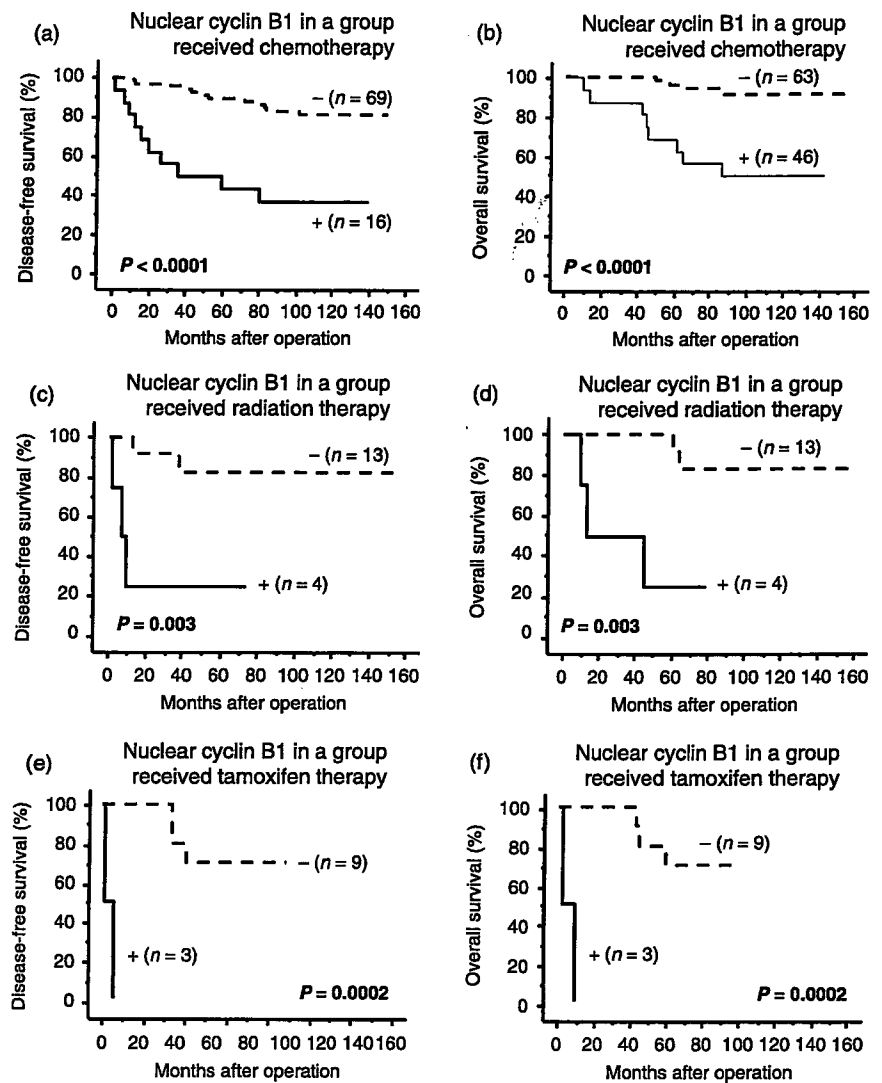 (a)
Nuclear cyclin B1 in a group
received chemotherapy
Disease-free survival (%)
100
80
60
40
20
0
– (n = 69)
+ (n = 16)
P < 0.0001
0 20 40 60 80 100 120 140 160
Months after operation
(b)
Nuclear cyclin B1 in a group
received chemotherapy
Overall survival (%)
100
80
60
40
20
0
– (n = 63)
+ (n = 46)
P < 0.0001
0 20 40 60 80 100 120 140 160
Months after operation
(c)
Nuclear cyclin B1 in a group
received radiation therapy
Disease-free survival (%)
100
80
60
40
20
0
– (n = 13)
+ (n = 4)
P = 0.003
0 20 40 60 80 100 120 140 160
Months after operation
(d)
Nuclear cyclin B1 in a group
received radiation therapy
Overall survival (%)
100
80
60
40
20
0
– (n = 13)
+ (n = 4)
P = 0.003
0 20 40 60 80 100 120 140 160
Months after operation
(e)
Nuclear cyclin B1 in a group
received tamoxifen therapy
Disease-free survival (%)
100
80
60
40
20
0
– (n = 9)
+ (n = 3)
P = 0.0002
0 20 40 60 80 100 120 140 160
Months after operation
(f)
Nuclear cyclin B1 in a group
received tamoxifen therapy
Overall survival (%)
100
80
60
40
20
0
– (n = 9)
+ (n = 3)
P = 0.0002
0 20 40 60 80 100 120 140 160
Months after operation